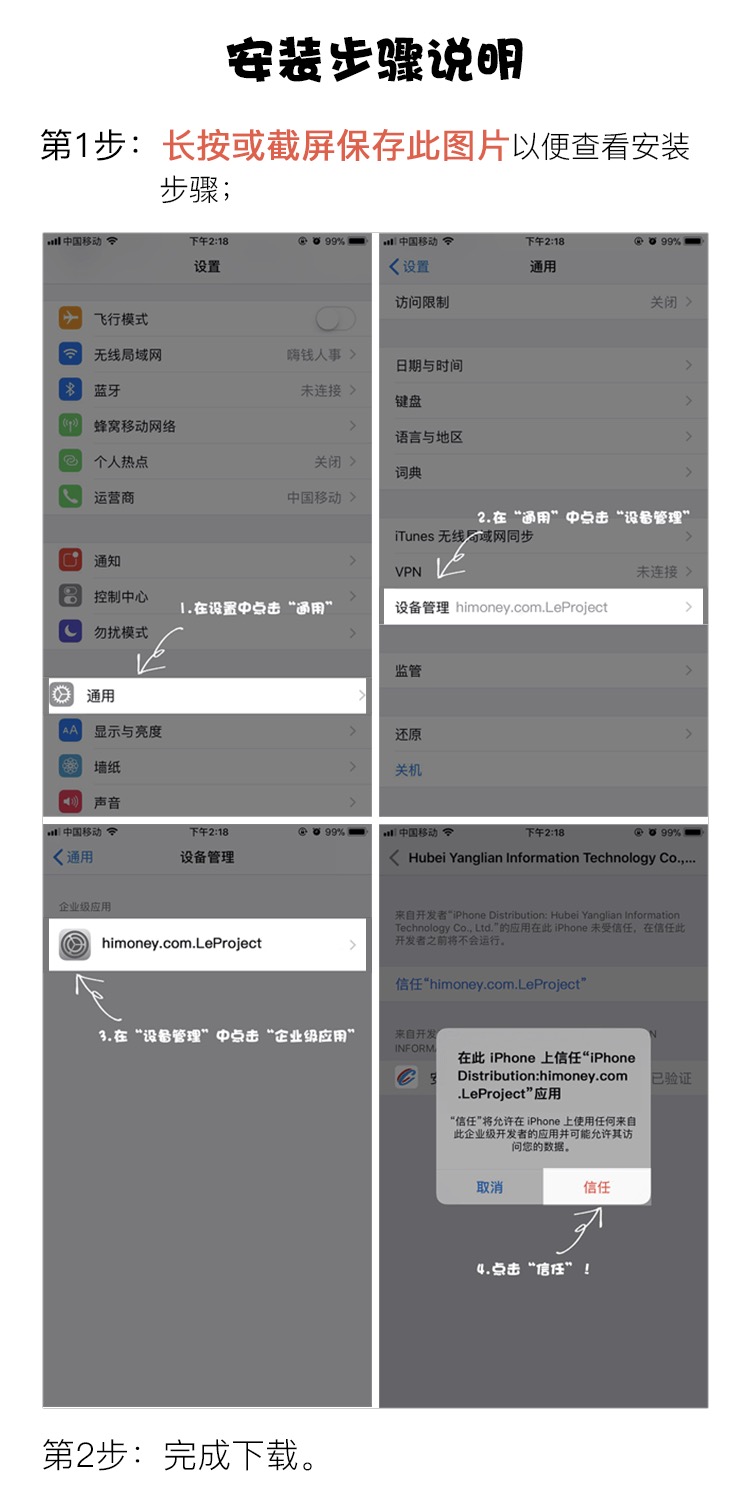 安装步骤说明
第1步：长按或截屏保存此图片以便查看安装
步骤；
中国移动 下午2:18 99%
设置
飞行模式
无线局域网 嗨钱人事
蓝牙 未连接
蜂窝移动网络
个人热点 关闭
运营商 中国移动
通知
控制中心
1.在设置中点击“通用”
勿扰模式
通用
显示与亮度
墙纸
声音
中国移动 下午2:18 99%
设置 通用
访问限制 关闭
日期与时间
键盘
语言与地区
词典
2.在“通用”中点击“设备管理”
iTunes 无线局域网同步
VPN 未连接
设备管理 himoney.com.LeProject
监管
还原
关机
中国移动 下午2:18 99%
通用 设备管理
企业级应用
himoney.com.LeProject
3.在“设备管理”中点击“企业级应用”
中国移动 下午2:18 99%
Hubei Yanglian Information Technology Co.,...
来自开发者“iPhone Distribution: Hubei Yanglian Information
Technology Co., Ltd.”的应用在此 iPhone 未受信任，在信任此
开发者之前将不会运行。
信任“himoney.com.LeProject”
来自开发
INFORM
已验证
在此 iPhone 上信任“iPhone
Distribution:himoney.com
.LeProject”应用
“信任”将允许在 iPhone 上使用任何来自
此企业级开发者的应用并可能允许其访
问您的数据。
取消 信任
4.点击“信任”！
第2步：完成下载。